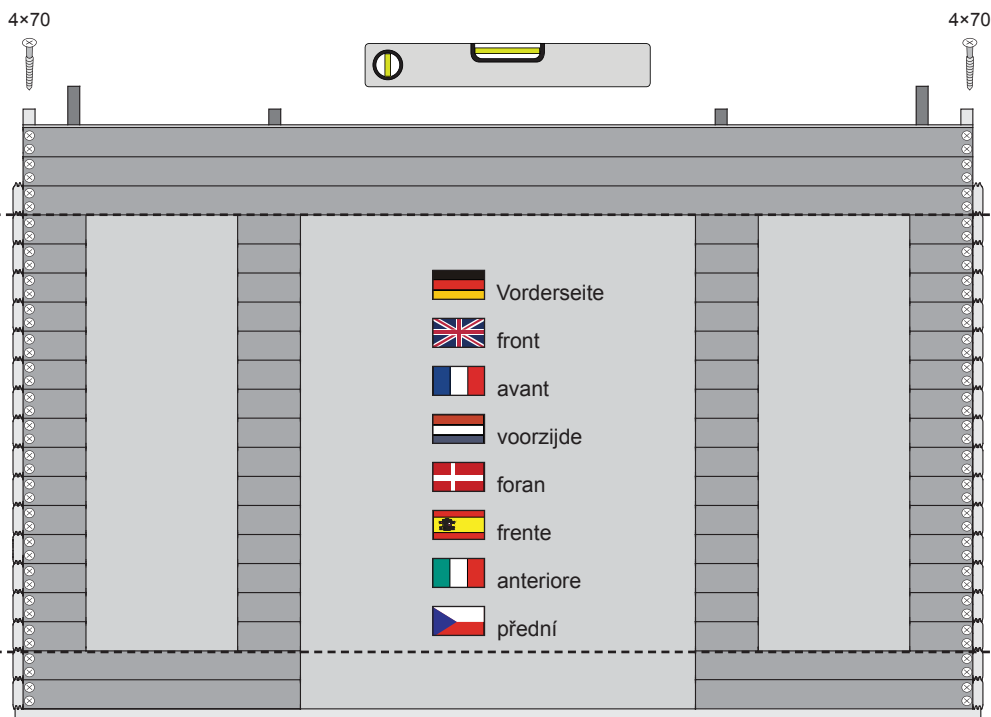 4×70
4×70
Vorderseite
front
avant
voorzijde
foran
frente
anteriore
přední